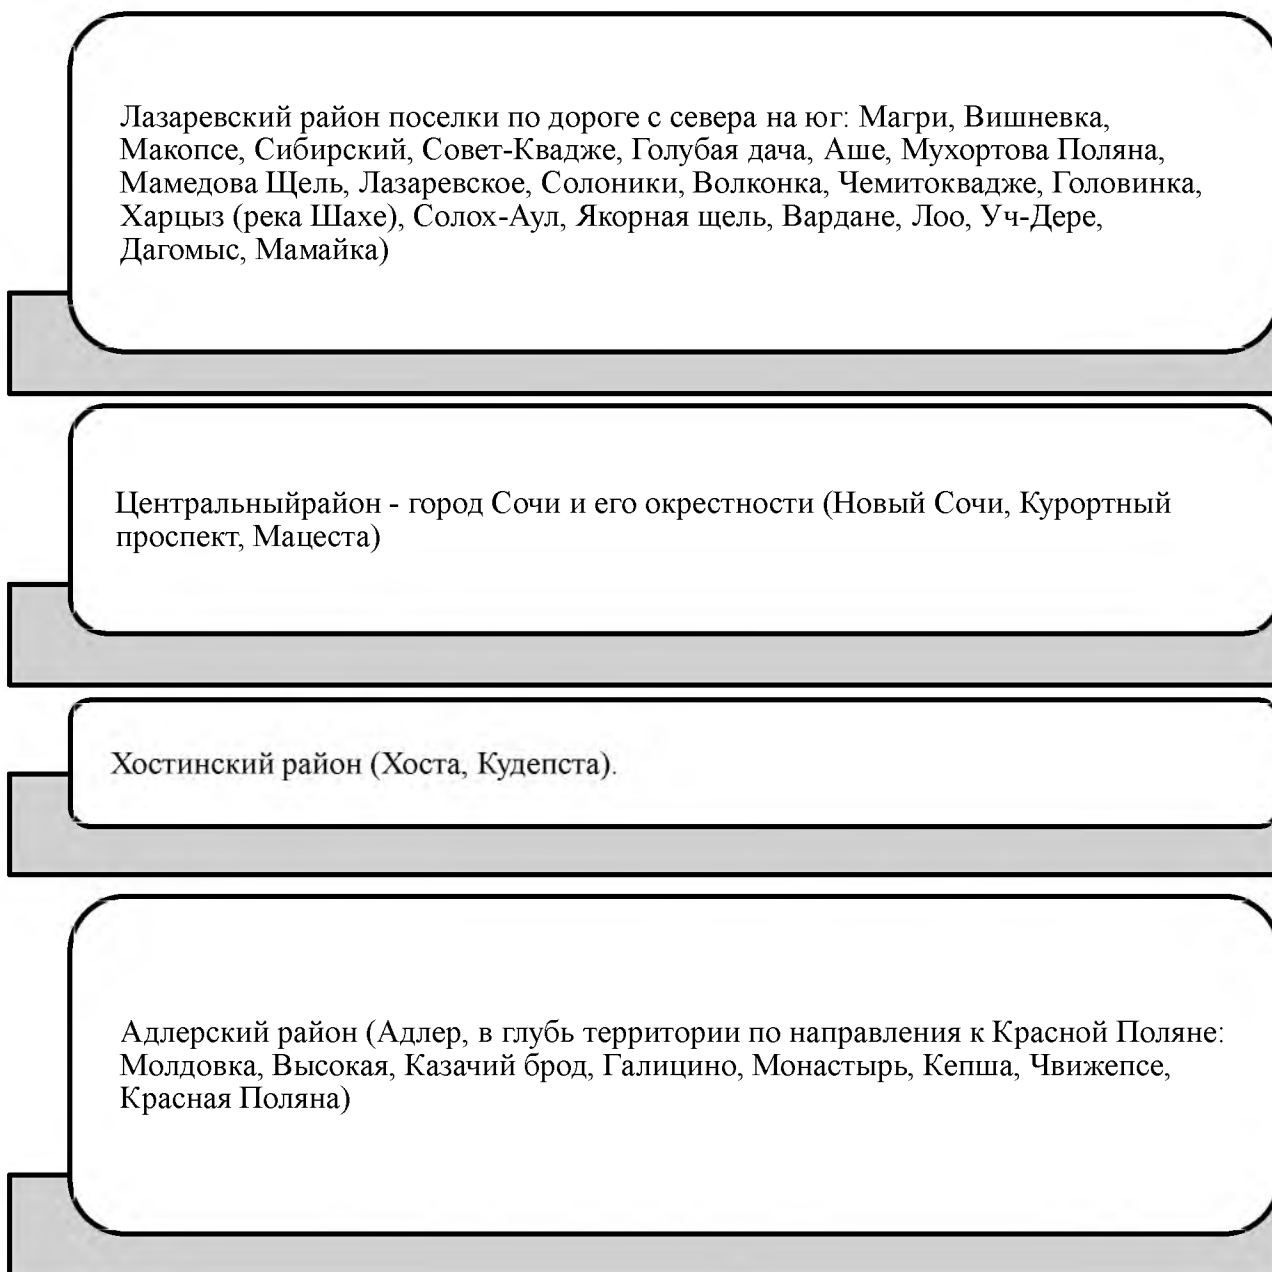 Лазаревский район поселки по дороге с севера на юг: Магри, Вишневка,
Макопсе, Сибирский, Совет-Квадже, Голубая дача, Аше, Мухортова Поляна,
Мамедова Щель, Лазаревское, Солоники, Волконка, Чемитоквадже, Головинка,
Харцыз (река Шахе), Солох-Аул, Якорная щель, Вардане, Лоо, Уч-Дере,
Дагомыс, Мамайка)
Центральныйрайон - город Сочи и его окрестности (Новый Сочи, Курортный
проспект, Мацеста)
Хостинский район (Хоста, Кудепста).
Адлерский район (Адлер, в глубь территории по направления к Красной Поляне:
Молдовка, Высокая, Казачий брод, Галицино, Монастырь, Кепша, Чвижепсе,
Красная Поляна)